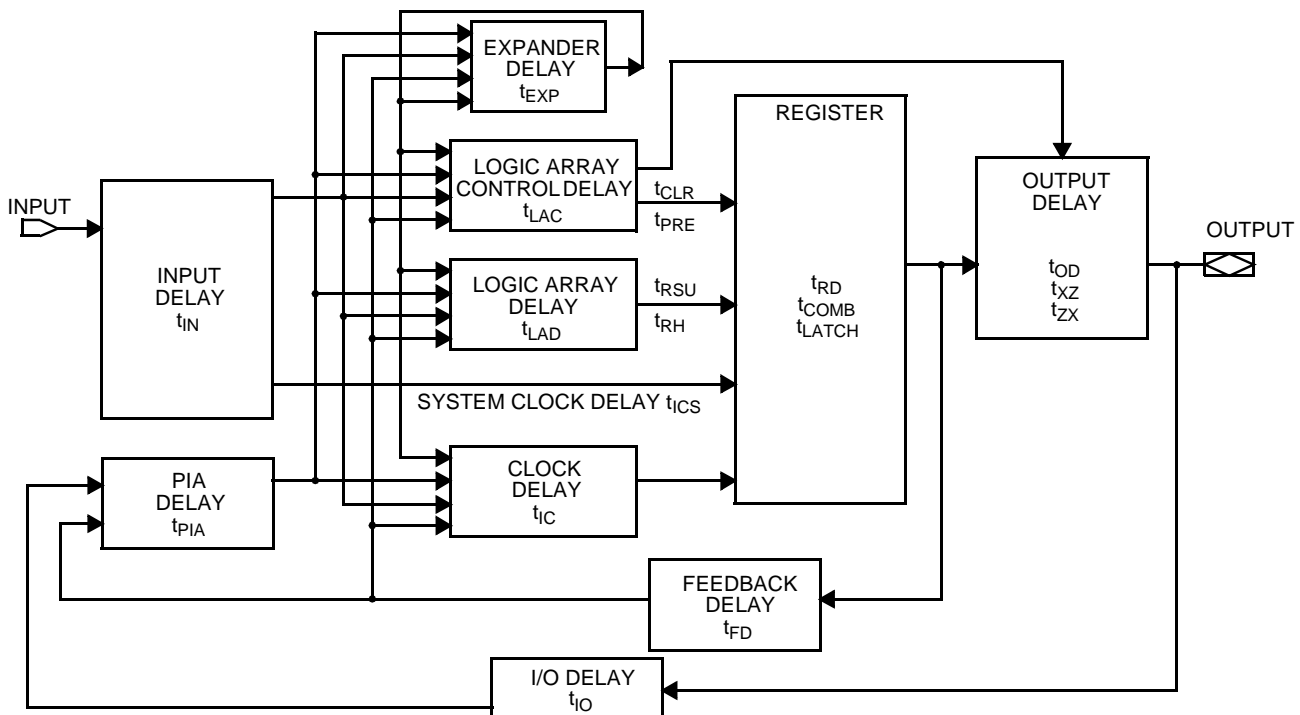 EXPANDER
DELAY
tEXP
REGISTER
LOGIC ARRAY
CONTROL DELAY
tLAC
tCLR
tPRE
OUTPUT
DELAY
tOD
tXZ
tZX
INPUT
OUTPUT
INPUT
DELAY
tIN
LOGIC ARRAY
DELAY
tLAD
tRSU
tRH
tRD
tCOMB
tLATCH
SYSTEM CLOCK DELAY tICS
PIA
DELAY
tPIA
CLOCK
DELAY
tIC
FEEDBACK
DELAY
tFD
I/O DELAY
tIO